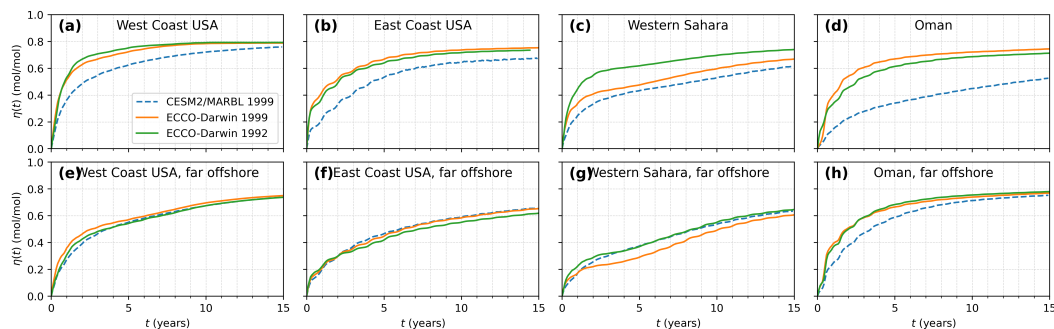 (a) West Coast USA
(b) East Coast USA
(c) Western Sahara
(d) Oman
η(t) (mol/mol)
1.0
0.8
0.6
0.4
0.2
0.0
CESM2/MARBL 1999
ECCO-Darwin 1999
ECCO-Darwin 1992
(e) West Coast USA, far offshore
(f) East Coast USA, far offshore
(g) Western Sahara, far offshore
(h) Oman, far offshore
η(t) (mol/mol)
1.0
0.8
0.6
0.4
0.2
0.0
0 5 10 15
0 5 10 15
0 5 10 15
0 5 10 15
t (years)
t (years)
t (years)
t (years)